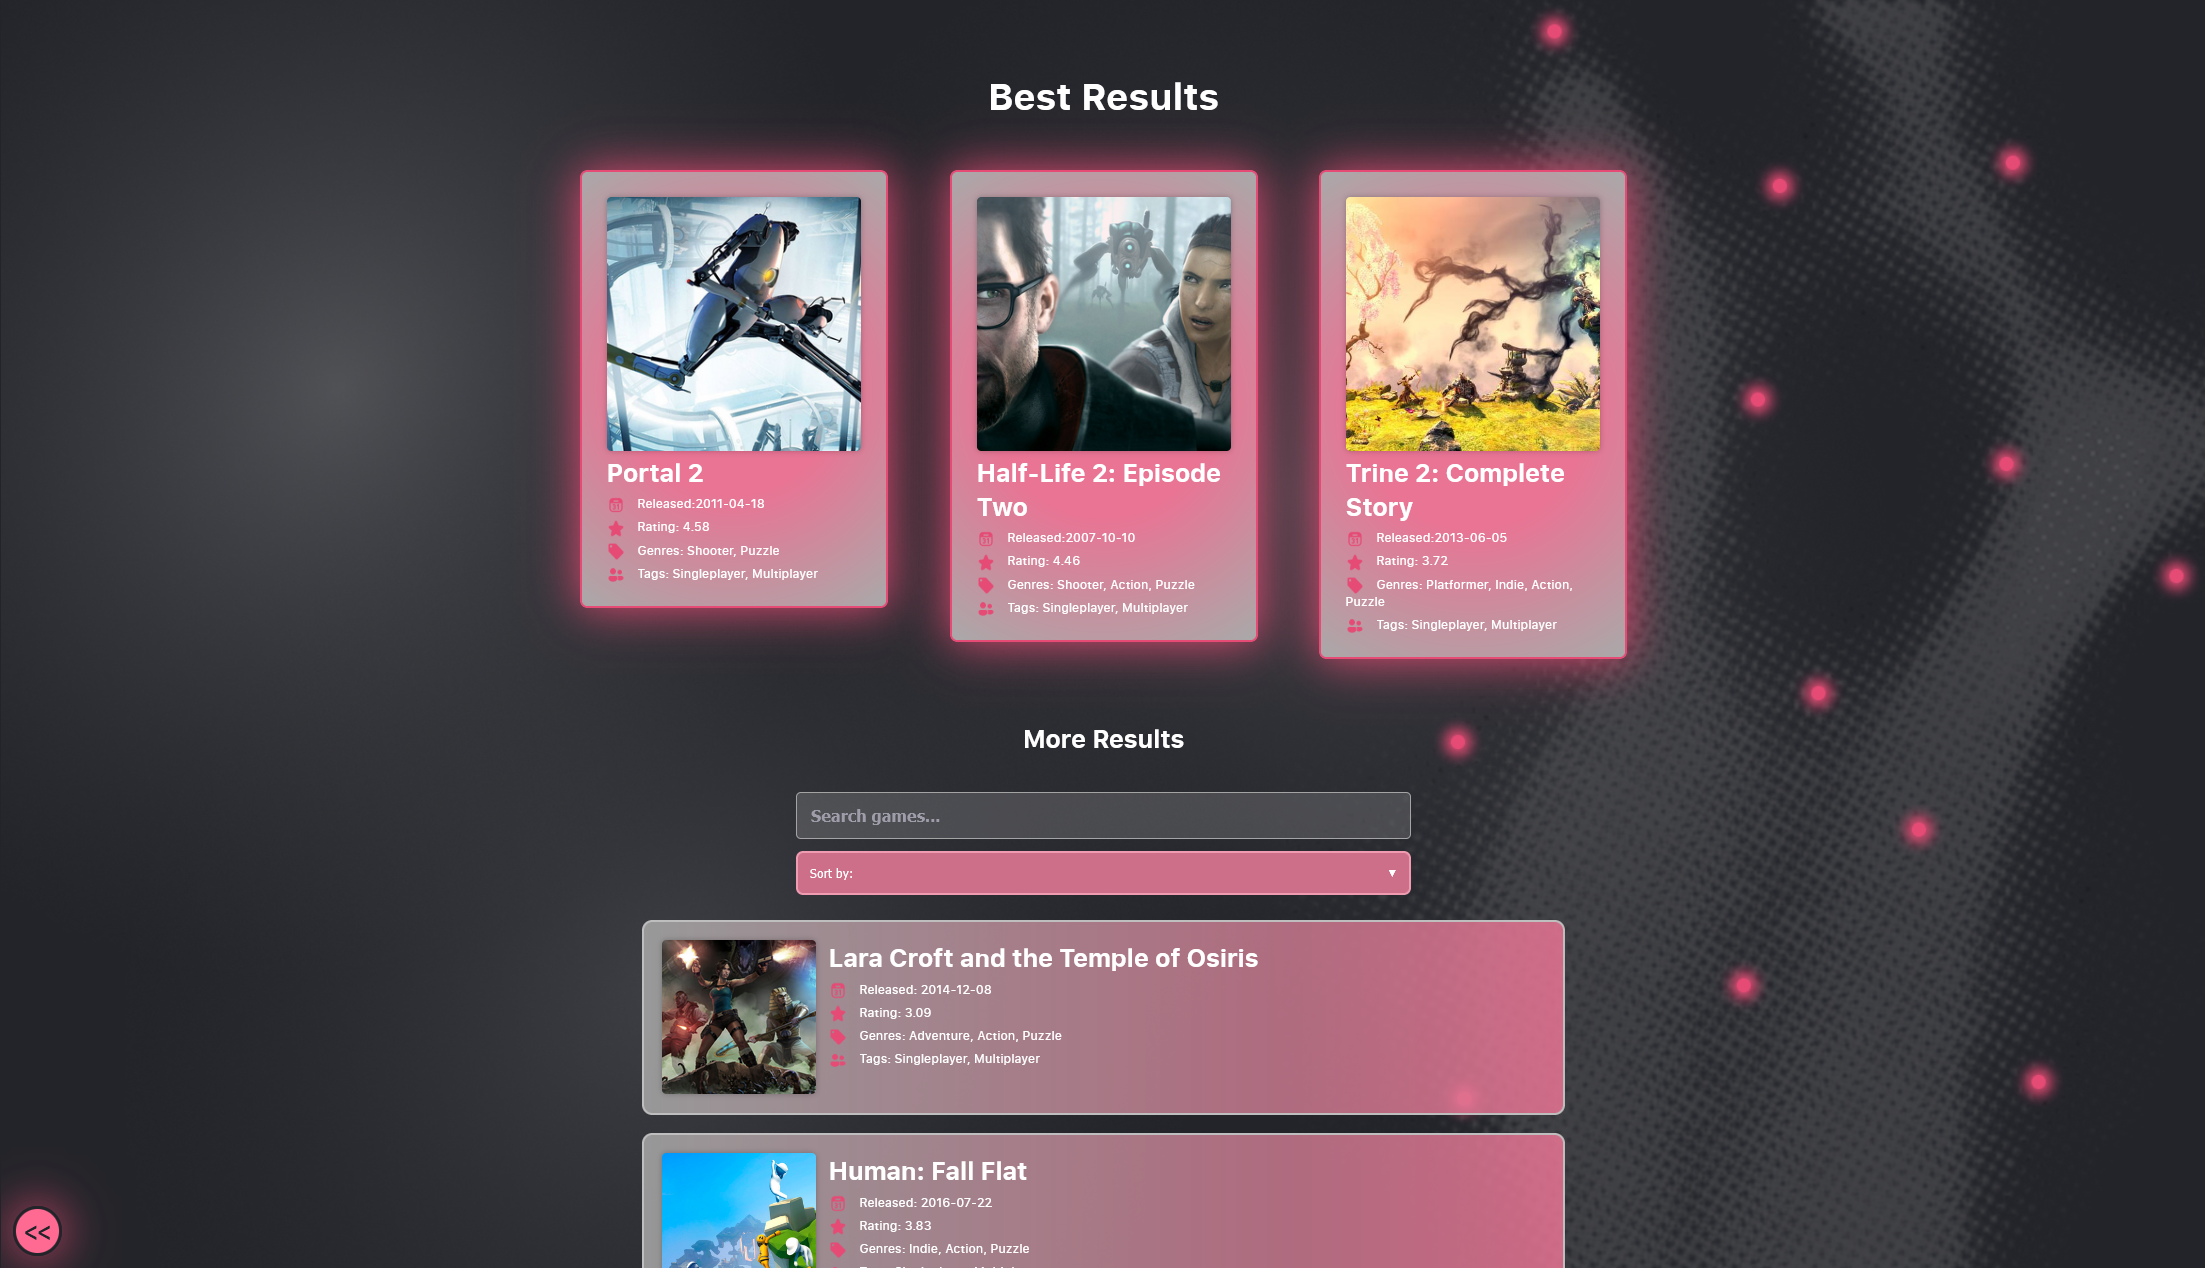 Best Results
Portal 2
Released:2011-04-18
Rating: 4.58
Genres: Shooter, Puzzle
Tags: Singleplayer, Multiplayer
Half-Life 2: Episode
Two
Released:2007-10-10
Rating: 4.46
Genres: Shooter, Action, Puzzle
Tags: Singleplayer, Multiplayer
Trine 2: Complete
Story
Released:2013-06-05
Rating: 3.72
Genres: Platformer, Indie, Action,
Puzzle
Tags: Singleplayer, Multiplayer
More Results
Search games...
Sort by:
Lara Croft and the Temple of Osiris
Released: 2014-12-08
Rating: 3.09
Genres: Adventure, Action, Puzzle
Tags: Singleplayer, Multiplayer
Human: Fall Flat
Released: 2016-07-22
Rating: 3.83
Genres: Indie, Action, Puzzle
<<